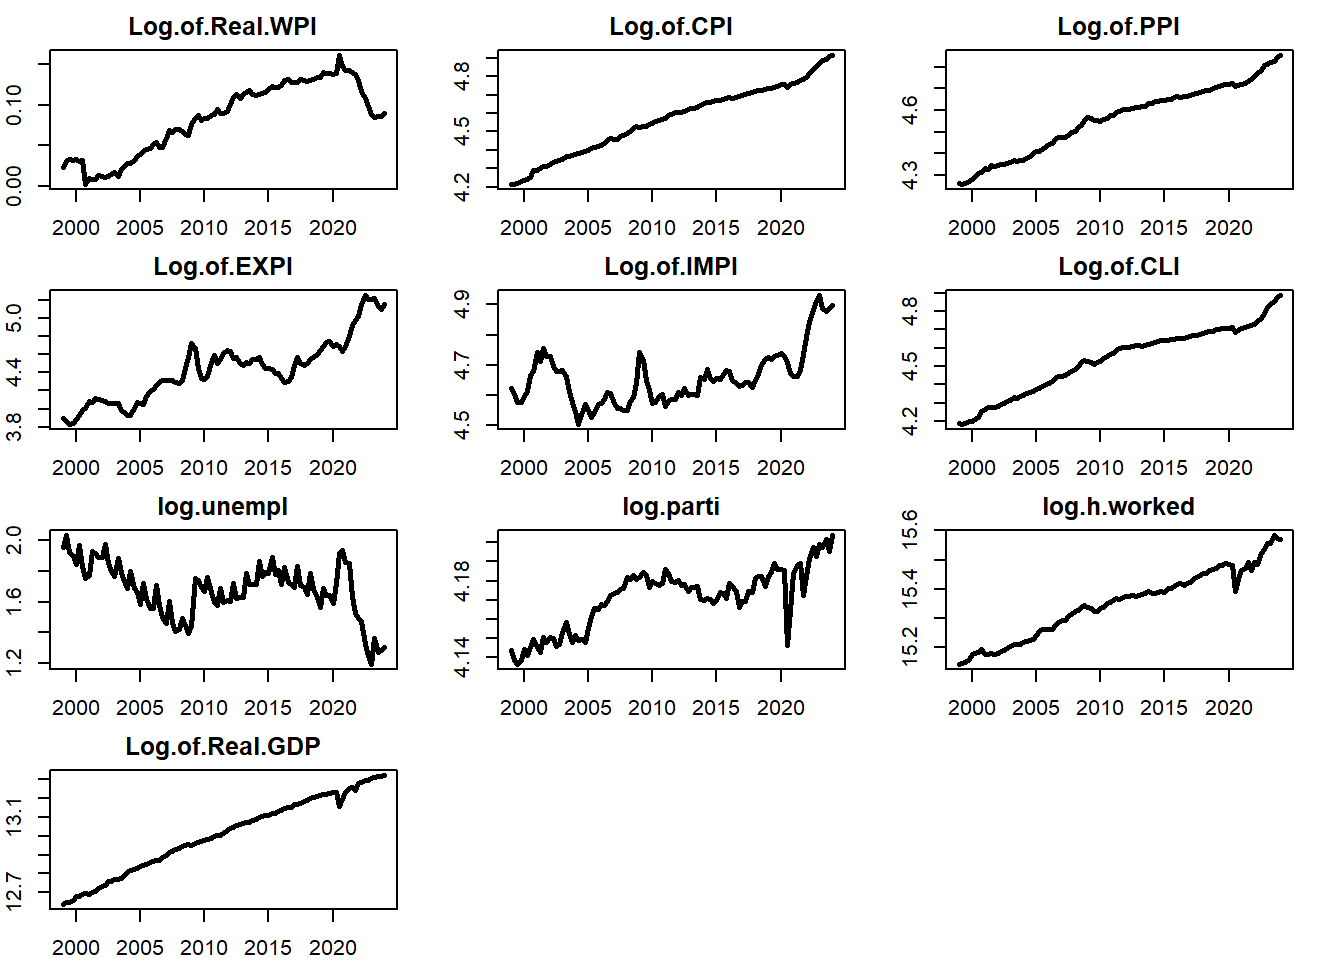 Log.of.Real.WPI
0.10
0.00
2000 2005 2010 2015 2020
Log.of.CPI
4.8
4.5
4.2
2000 2005 2010 2015 2020
Log.of.PPI
4.6
4.3
2000 2005 2010 2015 2020
Log.of.EXPI
5.0
4.4
3.8
2000 2005 2010 2015 2020
Log.of.IMPI
4.9
4.7
4.5
2000 2005 2010 2015 2020
Log.of.CLI
4.8
4.5
4.2
2000 2005 2010 2015 2020
log.unempl
2.0
1.6
1.2
2000 2005 2010 2015 2020
log.parti
4.18
4.14
2000 2005 2010 2015 2020
log.h.worked
15.6
15.4
15.2
2000 2005 2010 2015 2020
Log.of.Real.GDP
13.1
12.7
2000 2005 2010 2015 2020